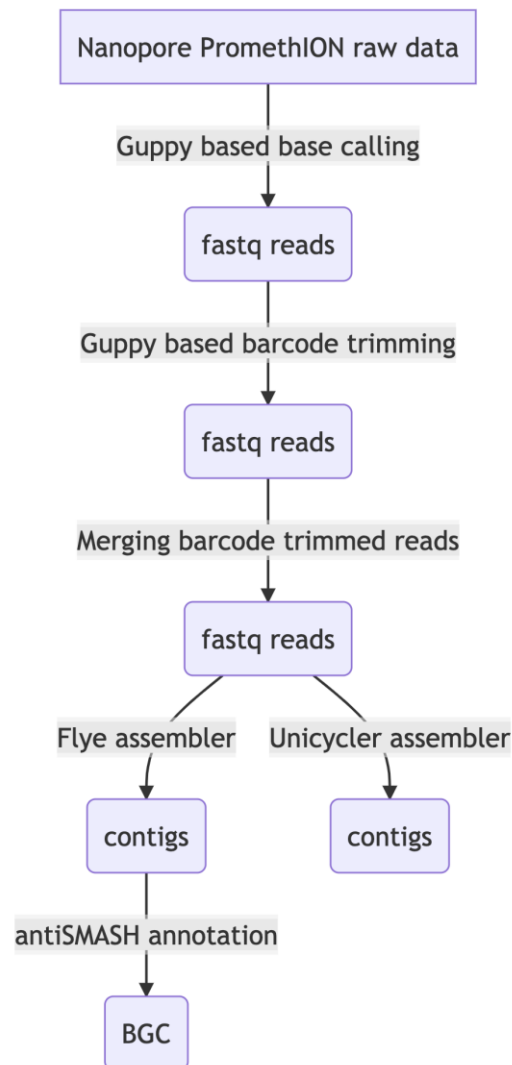 Nanopore PromethION raw data
Guppy based base calling
fastq reads
Guppy based barcode trimming
fastq reads
Merging barcode trimmed reads
fastq reads
Flye assembler
Unicycler assembler
contigs
contigs
antiSMASH annotation
BGC